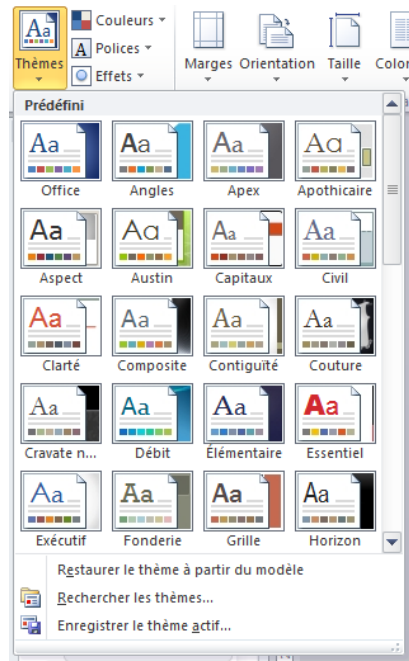 Aa
Thèmes
Couleurs
A Polices
Effets
Marges Orientation Taille
Prédéfini
Aa Aa Aa Aa
Office Angles Apex Apothicaire
Aa Aa Aa Aa
Aspect Austin Capitaux Civil
Aa Aa Aa Aa
Clarté Composite Contiguïté Couture
Aa Aa Aa Aa
Cravate n... Débit Élémentaire Essentiel
Aa Aa Aa Aa
Exécutif Fonderie Grille Horizon
Restaurer le thème à partir du modèle
Rechercher les thèmes...
Enregistrer le thème actif...